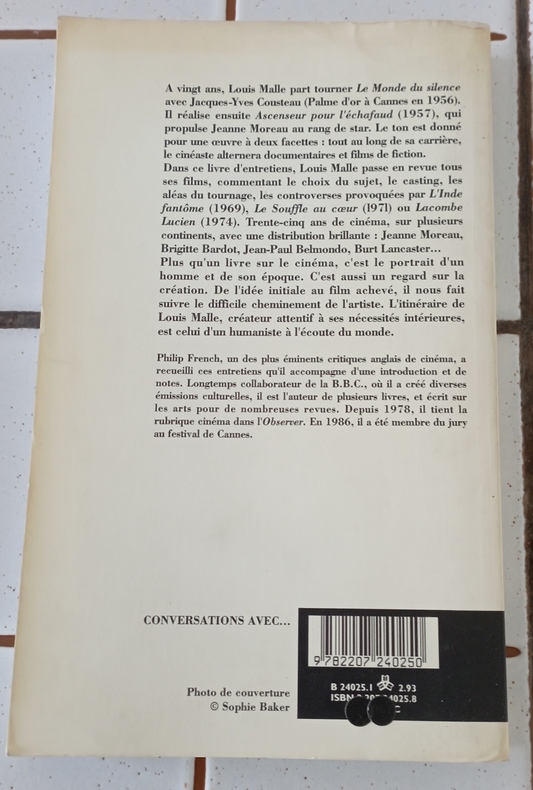 A vingt ans, Louis Malle part tourner Le Monde du silence
avec Jacques-Yves Cousteau (Palme d'or à Cannes en 1956).
Il réalise ensuite Ascenseur pour l'échafaud (1957), qui
propulse Jeanne Moreau au rang de star. Le ton est donné
pour une œuvre à deux facettes : tout au long de sa carrière,
le cinéaste alternera documentaires et films de fiction.
Dans ce livre d'entretiens, Louis Malle passe en revue tous
ses films, commentant le choix du sujet, le casting, les
aléas du tournage, les controverses provoquées par L'Inde
fantôme (1969), Le Souffle au cœur (1971) ou Lacombe
Lucien (1974). Trente-cinq ans de cinéma, sur plusieurs
continents, avec une distribution brillante : Jeanne Moreau,
Brigitte Bardot, Jean-Paul Belmondo, Burt Lancaster...
Plus qu'un livre sur le cinéma, c'est le portrait d'un
homme et de son époque. C'est aussi un regard sur la
création. De l'idée initiale au film achevé, il nous fait
suivre le difficile cheminement de l'artiste. L'itinéraire de
Louis Malle, créateur attentif à ses nécessités intérieures,
est celui d'un humaniste à l'écoute du monde.
Philip French, un des plus éminents critiques anglais de cinéma, a
recueilli ces entretiens qu'il accompagne d'une introduction et de
notes. Longtemps collaborateur de la B.B.C., où il a créé diverses
émissions culturelles, il est l'auteur de plusieurs livres, et écrit sur
les arts pour de nombreuses revues. Depuis 1978, il tient la
rubrique cinéma dans l'Observer. En 1986, il a été membre du jury
au festival de Cannes.
CONVERSATIONS AVEC...
9 782207 240250
B 24025.1 2.93
ISBN
Photo de couverture
© Sophie Baker